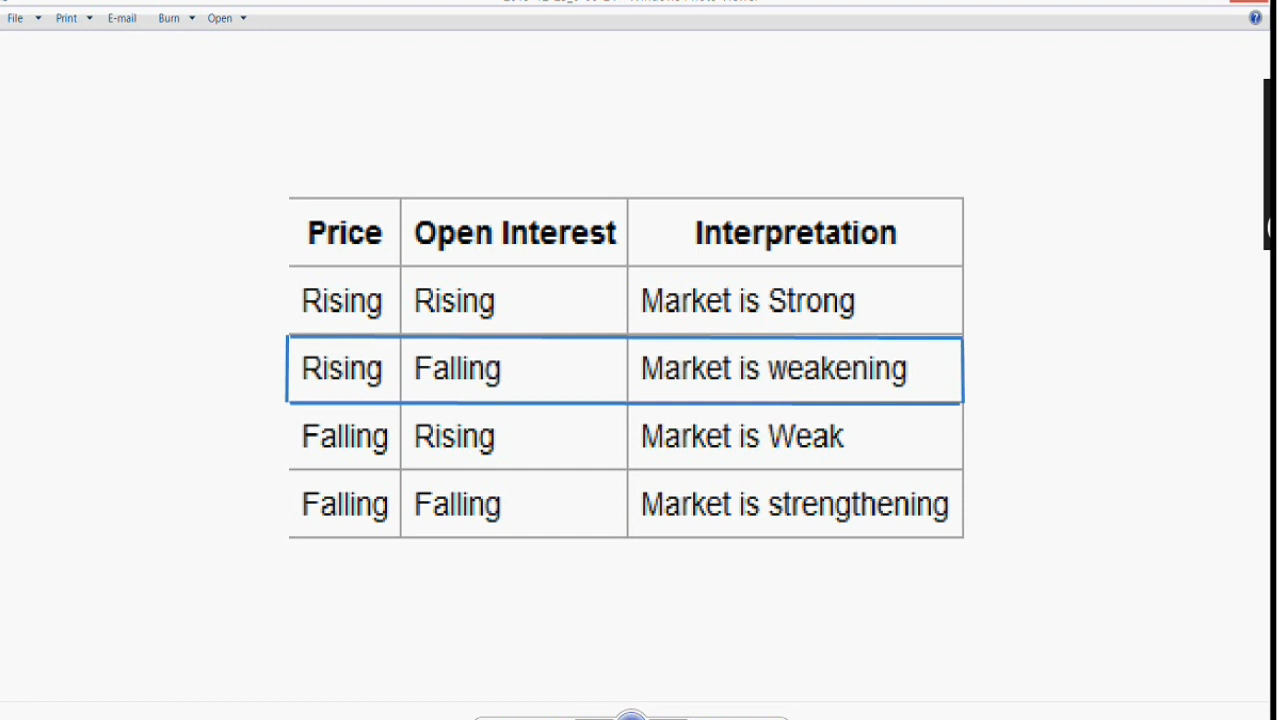 File Print E-mail Burn Open
Price Open Interest Interpretation
Rising Rising Market is Strong
Rising Falling Market is weakening
Falling Rising Market is Weak
Falling Falling Market is strengthening